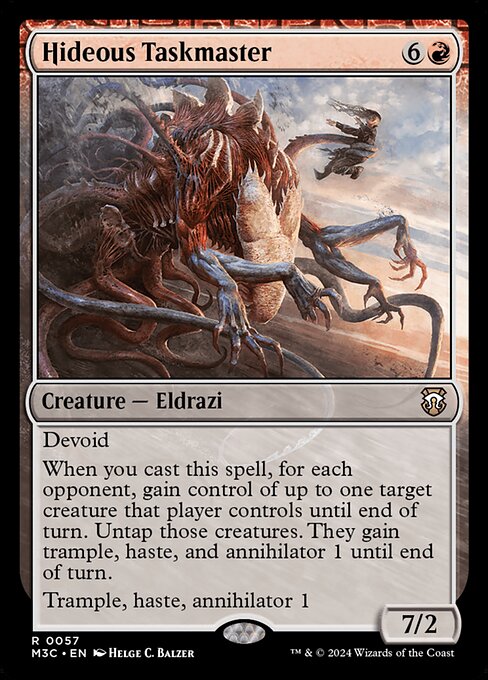 Hideous Taskmaster 6
Creature — Eldrazi
Devoid
When you cast this spell, for each
opponent, gain control of up to one target
creature that player controls until end of
turn. Untap those creatures. They gain
trample, haste, and annihilator 1 until end
of turn.
Trample, haste, annihilator 1
7/2
R 0057
M3C • EN HELGE C. BALZER
™ & © 2024 Wizards of the Coast